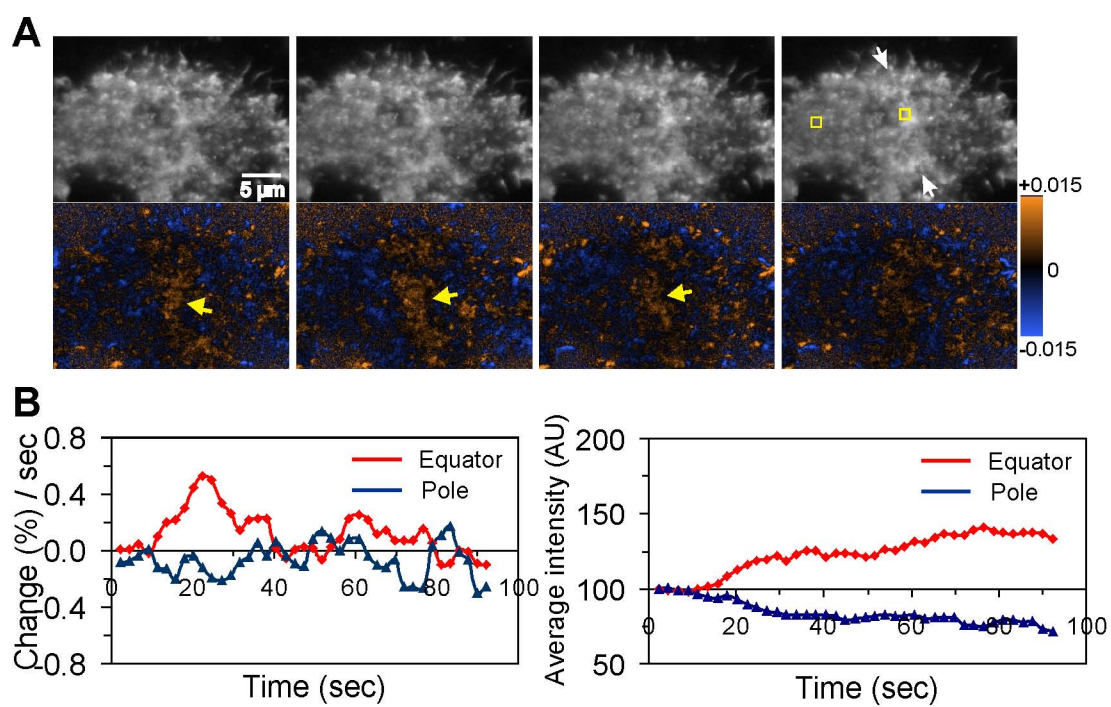 A
5 µm
+0.015
0
-0.015
B
Change (%) / sec
0.8
0.4
0.0
-0.4
-0.8
0 20 40 60 80 100
Equator
Pole
Time (sec)
Average intensity (AU)
200
150
100
50
0 20 40 60 80 100
Equator
Pole
Time (sec)